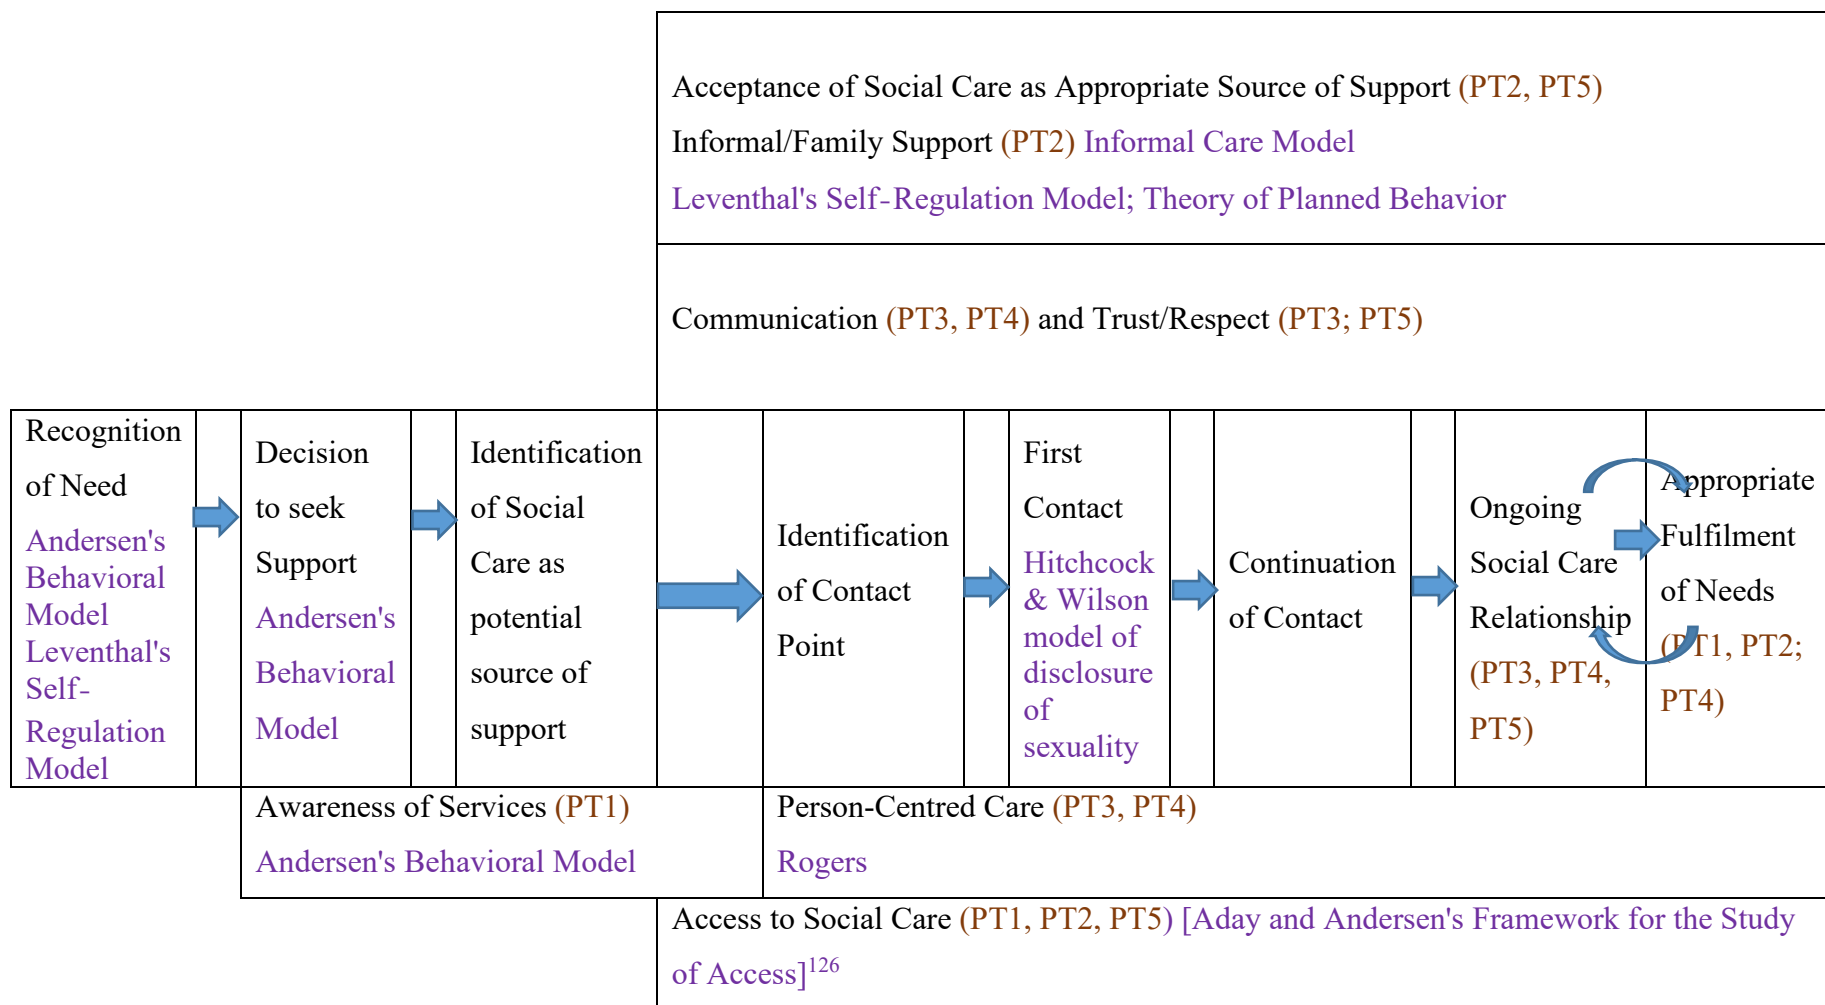 Acceptance of Social Care as Appropriate Source of Support (PT2, PT5)
Informal/Family Support (PT2) Informal Care Model
Leventhal's Self-Regulation Model; Theory of Planned Behavior
Communication (PT3, PT4) and Trust/Respect (PT3; PT5)
Recognition
of Need
Andersen's
Behavioral
Model
Leventhal's
Self-
Regulation
Model
Decision
to seek
Support
Andersen's
Behavioral
Model
Identification
of Social
Care as
potential
source of
support
Identification
of Contact
Point
First
Contact
Hitchcock
& Wilson
model of
disclosure
of
sexuality
Continuation
of Contact
Ongoing
Social Care
Relationship
(PT3, PT4,
PT5)
Appropriate
Fulfilment
of Needs
(PT1, PT2;
PT4)
Awareness of Services (PT1)
Andersen's Behavioral Model
Person-Centred Care (PT3, PT4)
Rogers
Access to Social Care (PT1, PT2, PT5) [Aday and Andersen's Framework for the Study
of Access]126